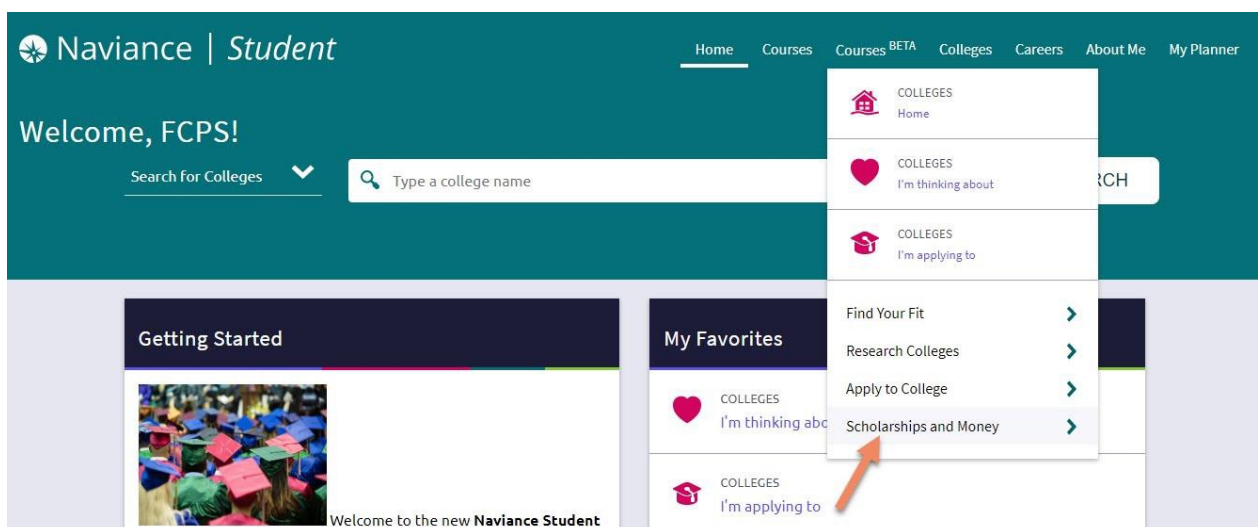 Naviance | Student
Home Courses Courses BETA Colleges Careers About Me My Planner
Welcome, FCPS!
Search for Colleges
Type a college name
RCH
COLLEGES
Home
COLLEGES
I'm thinking about
COLLEGES
I'm applying to
Find Your Fit
Research Colleges
Apply to College
Scholarships and Money
Getting Started
Welcome to the new Naviance Student
My Favorites
COLLEGES
I'm thinking abo
COLLEGES
I'm applying to